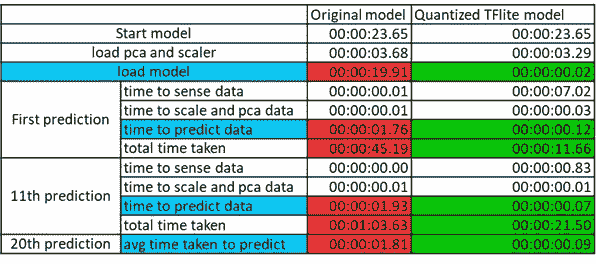 Original model Quantized TFlite model
Start model 00:00:23.65 00:00:23.65
load pca and scaler 00:00:03.68 00:00:03.29
load model 00:00:19.91 00:00:00.02
First prediction
time to sense data 00:00:00.01 00:00:07.02
time to scale and pca data 00:00:00.01 00:00:00.03
time to predict data 00:00:01.76 00:00:00.12
total time taken 00:00:45.19 00:00:11.66
11th prediction
time to sense data 00:00:00.00 00:00:00.83
time to scale and pca data 00:00:00.01 00:00:00.01
time to predict data 00:00:01.93 00:00:00.07
total time taken 00:01:03.63 00:00:21.50
20th prediction avg time taken to predict 00:00:01.81 00:00:00.09